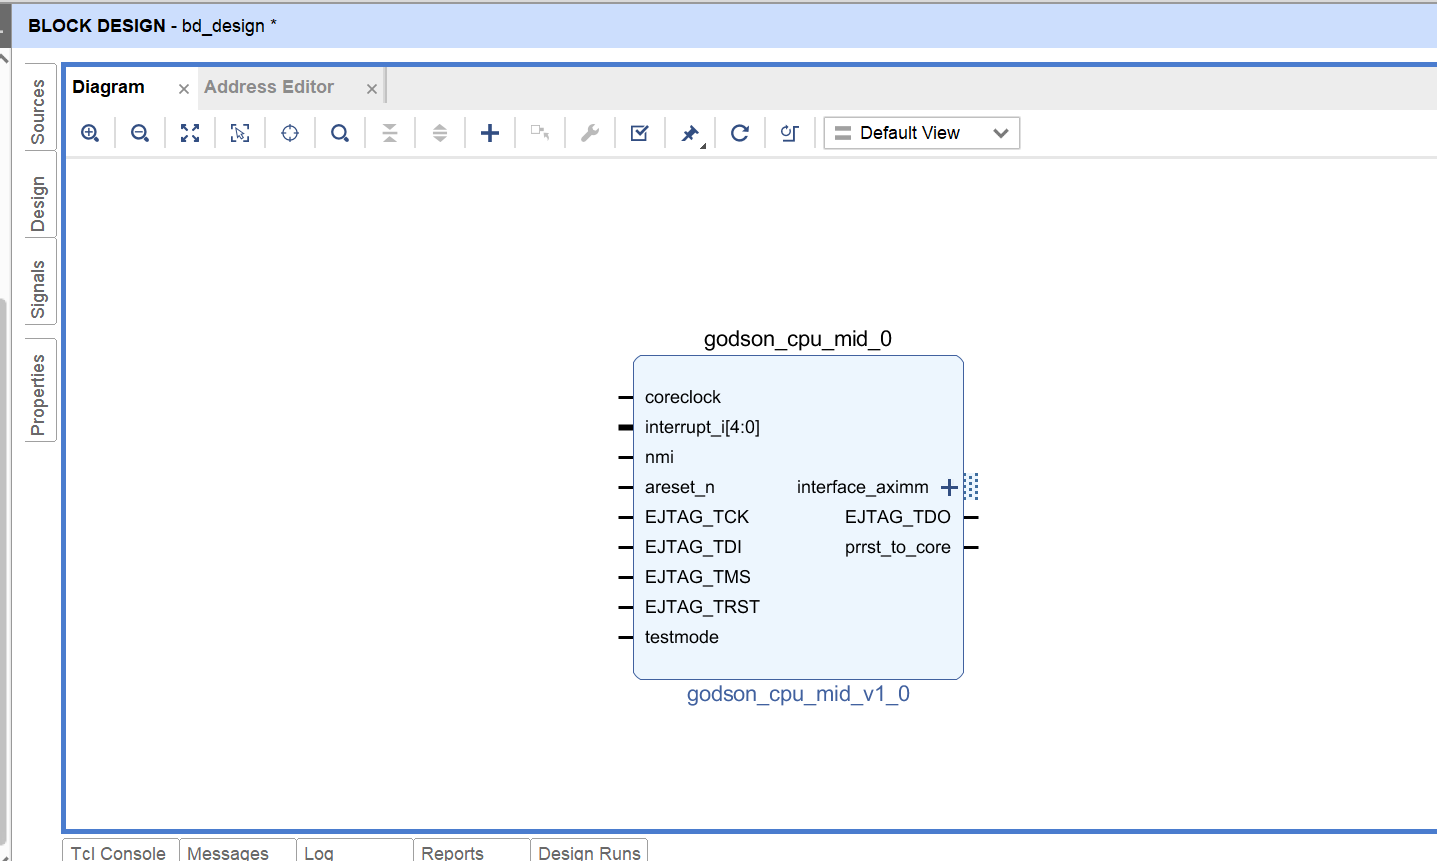 BLOCK DESIGN - bd_design *
Diagram
Address Editor
Default View
Sources
Design
Signals
Properties
godson_cpu_mid_0
coreclock
interrupt_i[4:0]
nmi
areset_n
interface_aximm
EJTAG_TCK
EJTAG_TDO
EJTAG_TDI
prrst_to_core
EJTAG_TMS
EJTAG_TRST
testmode
godson_cpu_mid_v1_0
Tcl Console
Messages
Log
Reports
Design Runs